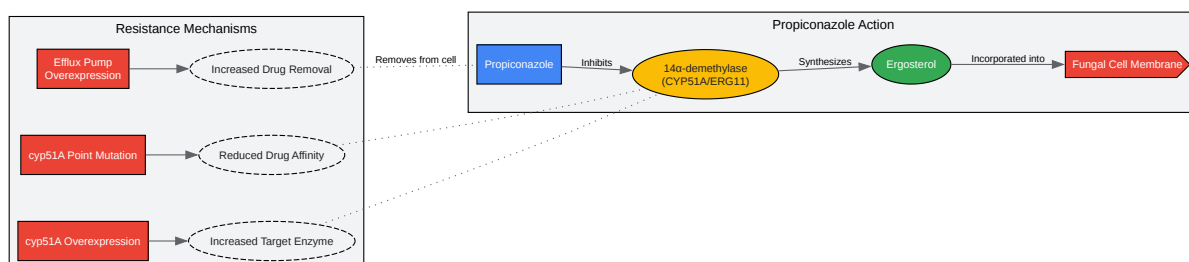 Resistance Mechanisms
Efflux Pump
Overexpression
Increased Drug Removal
cyp51A Point Mutation
Reduced Drug Affinity
cyp51A Overexpression
Increased Target Enzyme
Removes from cell
Propiconazole Action
Propiconazole
Inhibits
14α-demethylase
(CYP51A/ERG11)
Synthesizes
Ergosterol
Incorporated into
Fungal Cell Membrane